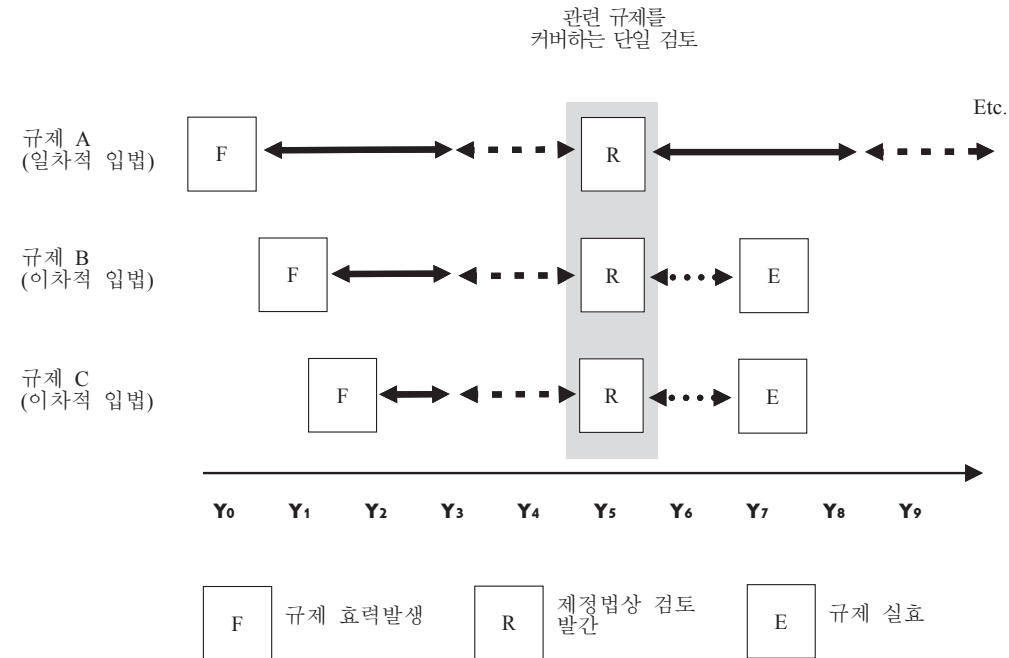 관련 규제를
커버하는 단일 검토
Etc.
규제 A
(일차적 입법)
F
R
규제 B
(이차적 입법)
F
R
E
규제 C
(이차적 입법)
F
R
E
Y0 Y1 Y2 Y3 Y4 Y5 Y6 Y7 Y8 Y9
F
규제 효력발생
R
제정법상 검토
발간
E
규제 실효